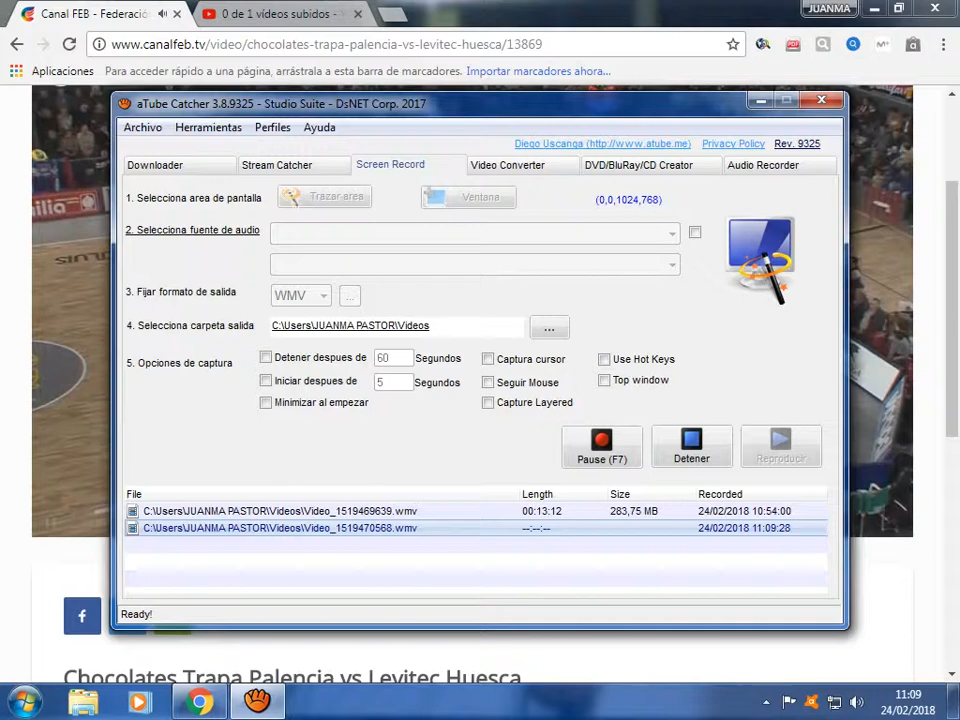 Canal FEB - Federació
0 de 1 vídeos subidos -
JUANMA
www.canalfeb.tv/video/chocolates-trapa-palencia-vs-levitec-huesca/13869
PDF
M+
Aplicaciones
Para acceder rápido a una página, arrástrala a esta barra de marcadores. Importar marcadores ahora...
aTube Catcher 3.8.9325 - Studio Suite - DsNET Corp. 2017
Archivo Herramientas Perfiles Ayuda
Diego Uscanga (http://www.atube.me) Privacy Policy Rev. 9325
Downloader Stream Catcher Screen Record Video Converter DVD/BluRay/CD Creator Audio Recorder
1. Selecciona area de pantalla Trazar area Ventana (0,0,1024,768)
2. Selecciona fuente de audio
3. Fijar formato de salida WMV ...
4. Selecciona carpeta salida C:\Users\JUANMA PASTOR\Videos ...
5. Opciones de captura
Detener despues de 60 Segundos Captura cursor Use Hot Keys
Iniciar despues de 5 Segundos Seguir Mouse Top window
Minimizar al empezar Capture Layered
Pause (F7) Detener Reproducir
File Length Size Recorded
C:\Users\JUANMA PASTOR\Videos\Video_1519469639.wmv 00:13:12 283,75 MB 24/02/2018 10:54:00
C:\Users\JUANMA PASTOR\Videos\Video_1519470568.wmv --:--:-- 24/02/2018 11:09:28
Ready!
f
Chocolates Trapa Palencia vs Levitec Huesca
11:09
24/02/2018